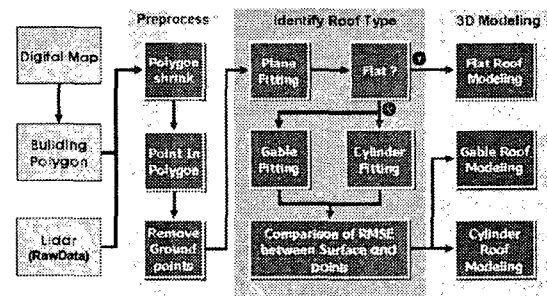 Preprocess
Identify Roof Type
3D Modeling
Digital Map
Building
Polygon
Lidar
(RawData)
Polygon
shrink
Point In
Polygon
Remove
Ground
points
Plane
Fitting
Flat ?
Gable
Fitting
Cylinder
Fitting
Comparison of RMSE
between Surface and
points
Flat Roof
Modeling
Gable Roof
Modeling
Cylinder
Roof
Modeling